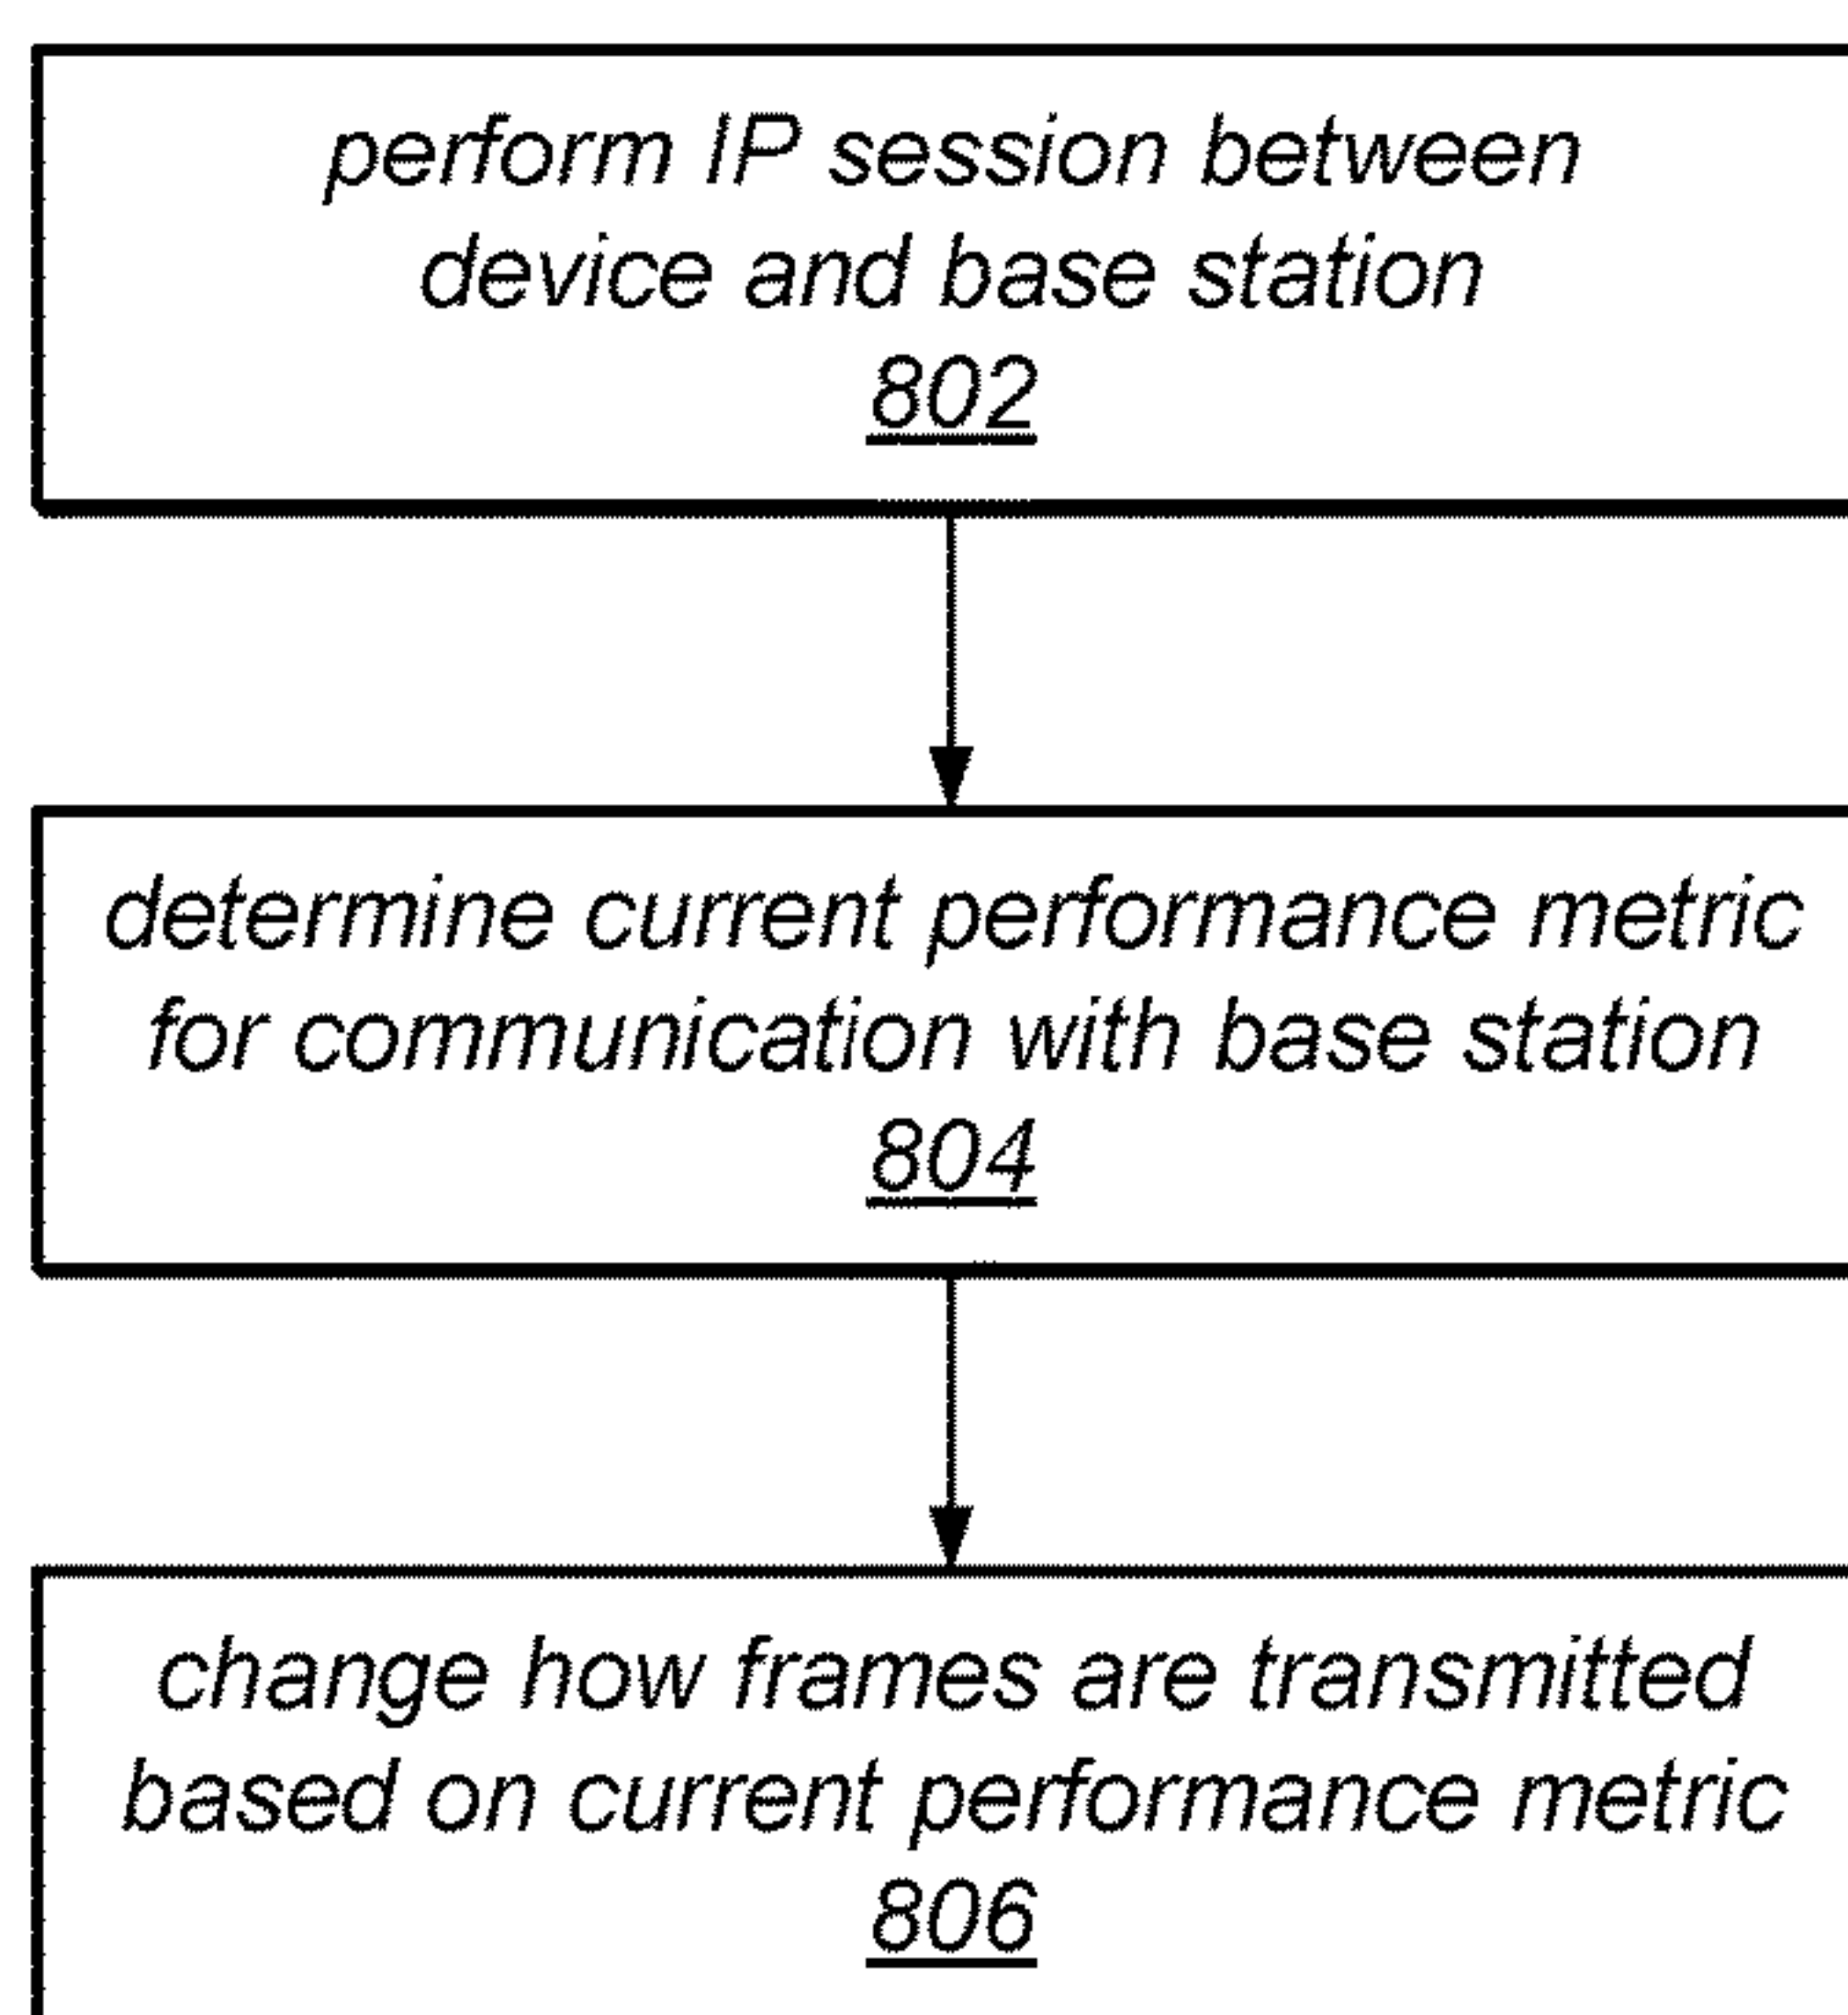 perform IP session between
device and base station
802
determine current performance metric
for communication with base station
804
change how frames are transmitted
based on current performance metric
806